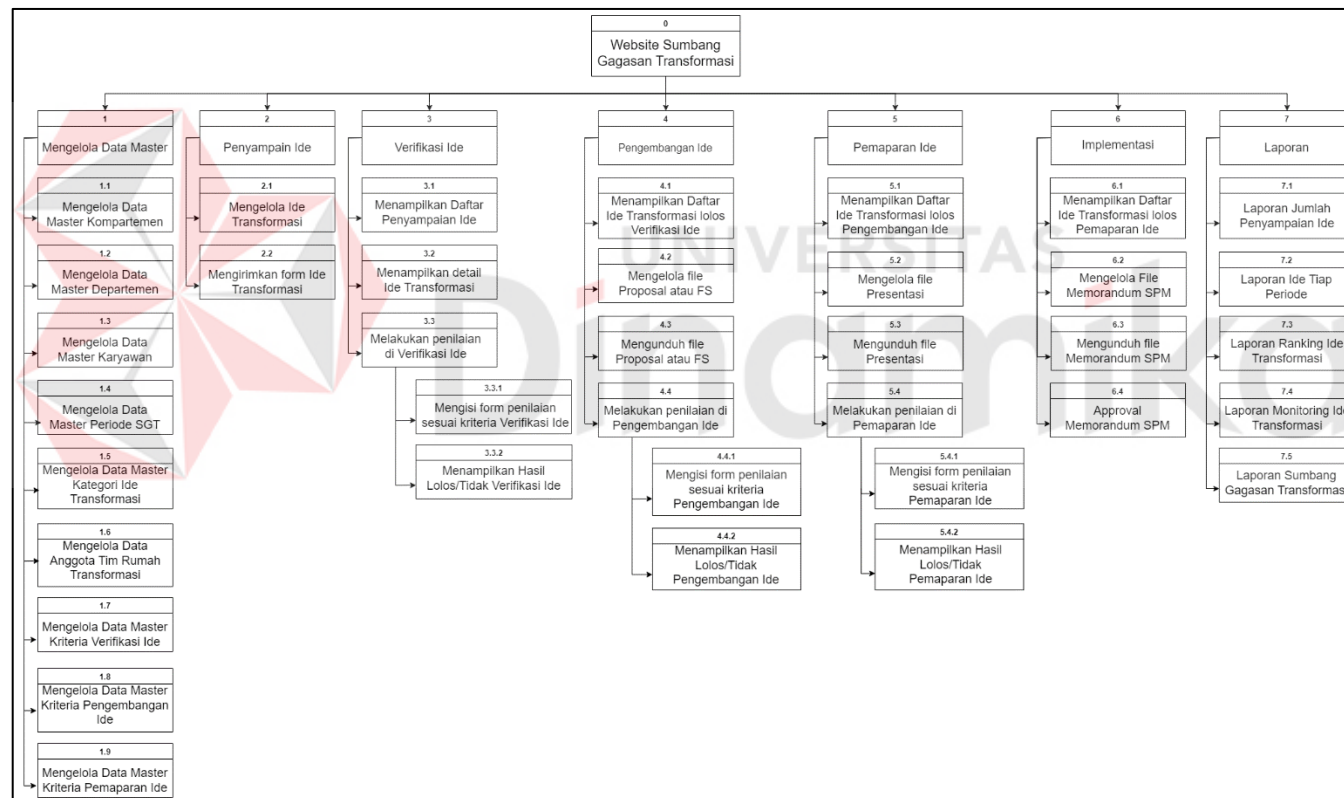 0
Website Sumbang
Gagasan Transformasi
1
Mengelola Data Master
1.1
Mengelola Data
Master Kompartemen
1.2
Mengelola Data
Master Departemen
1.3
Mengelola Data
Master Karyawan
1.4
Mengelola Data
Master Periode SGT
1.5
Mengelola Data Master
Kategori Ide
Transformasi
1.6
Mengelola Data
Anggota Tim Rumah
Transformasi
1.7
Mengelola Data Master
Kriteria Verifikasi Ide
1.8
Mengelola Data Master
Kriteria Pengembangan
Ide
1.9
Mengelola Data Master
Kriteria Pemaparan Ide
2
Penyampain Ide
2.1
Mengelola Ide
Transformasi
2.2
Mengirimkan form Ide
Transformasi
3
Verifikasi Ide
3.1
Menampilkan Daftar
Penyampaian Ide
3.2
Menampilkan detail
Ide Transformasi
3.3
Melakukan penilaian
di Verifikasi Ide
3.3.1
Mengisi form penilaian
sesuai kriteria Verifikasi Ide
3.3.2
Menampilkan Hasil
Lolos/Tidak Verifikasi Ide
4
Pengembangan Ide
4.1
Menampilkan Daftar
Ide Transformasi lolos
Verifikasi Ide
4.2
Mengelola file
Proposal atau FS
4.3
Mengunduh file
Proposal atau FS
4.4
Melakukan penilaian di
Pengembangan Ide
4.4.1
Mengisi form penilaian
sesuai kriteria
Pengembangan Ide
4.4.2
Menampilkan Hasil
Lolos/Tidak
Pengembangan Ide
5
Pemaparan Ide
5.1
Menampilkan Daftar
Ide Transformasi lolos
Pengembangan Ide
5.2
Mengelola file
Presentasi
5.3
Mengunduh file
Presentasi
5.4
Melakukan penilaian di
Pemaparan Ide
5.4.1
Mengisi form penilaian
sesuai kriteria
Pemaparan Ide
5.4.2
Menampilkan Hasil
Lolos/Tidak
Pemaparan Ide
6
Implementasi
6.1
Menampilkan Daftar
Ide Transformasi lolos
Pemaparan Ide
6.2
Mengelola File
Memorandum SPM
6.3
Mengunduh file
Memorandum SPM
6.4
Approval
Memorandum SPM
7
Laporan
7.1
Laporan Jumlah
Penyampaian Ide
7.2
Laporan Ide Tiap
Periode
7.3
Laporan Ranking Ide
Transformasi
7.4
Laporan Monitoring Ide
Transformasi
7.5
Laporan Sumbang
Gagasan Transformasi
UNIVERSITAS
Dinamika